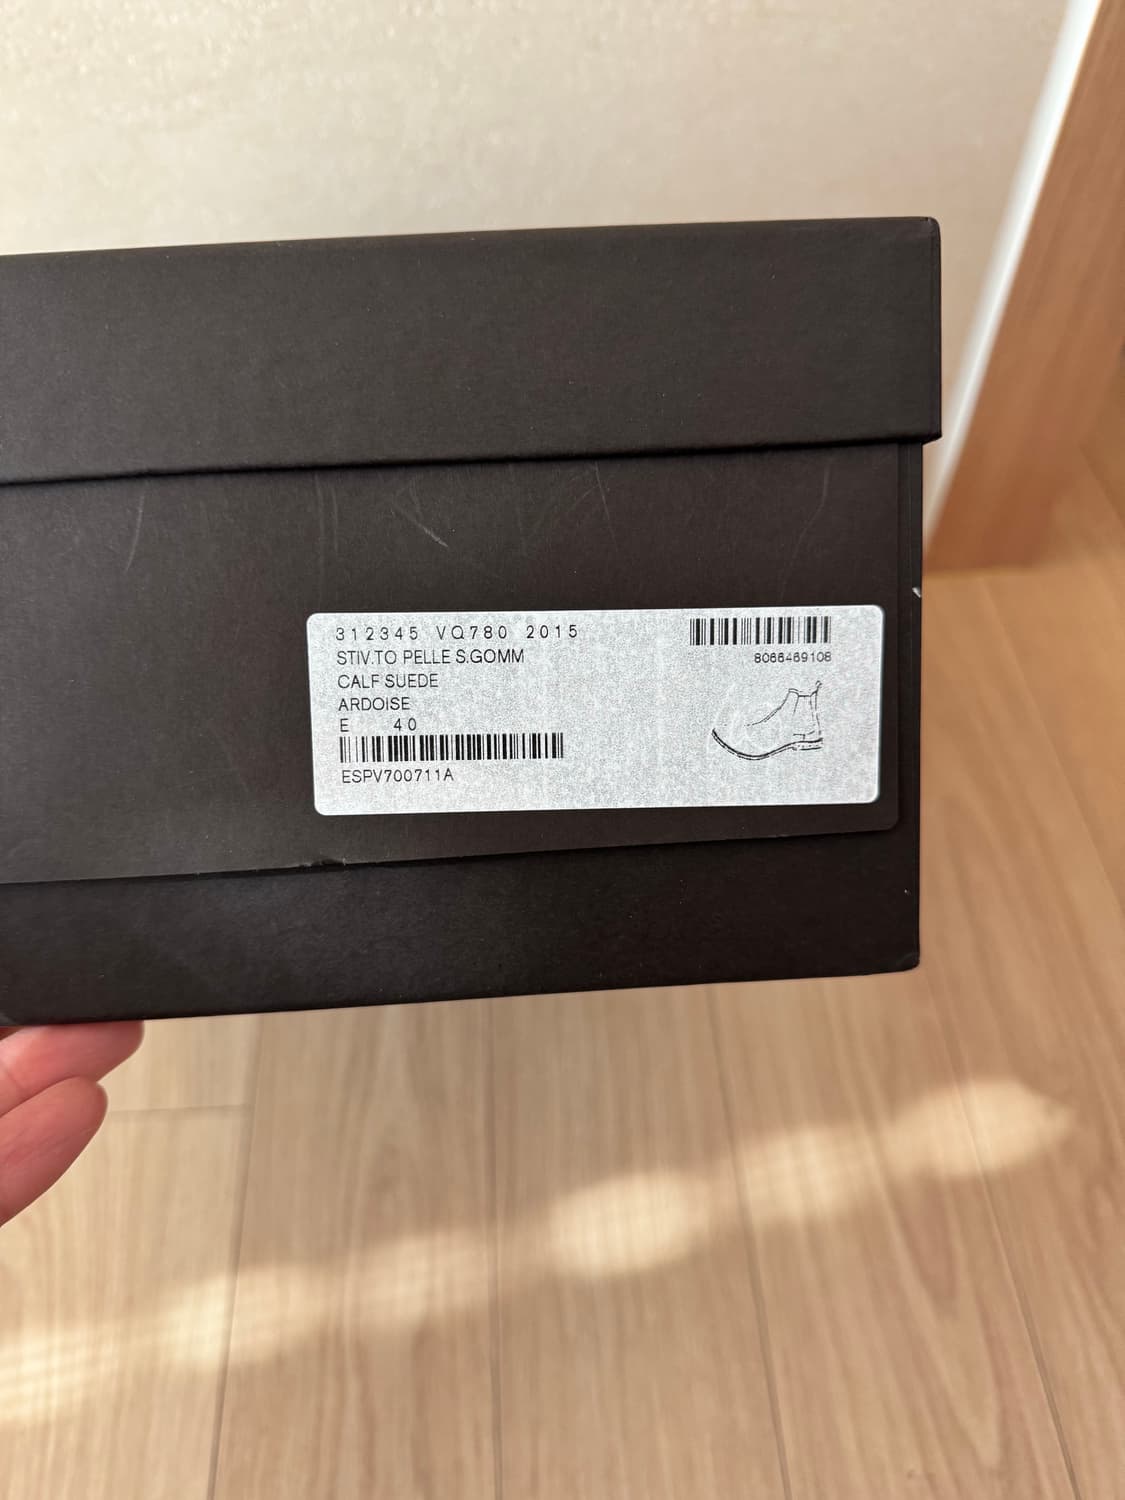 312345 VQ780 2015
STIV.TO PELLE S.GOMM
CALF SUEDE
ARDOISE
E 40
ESPV700711A
8066469108